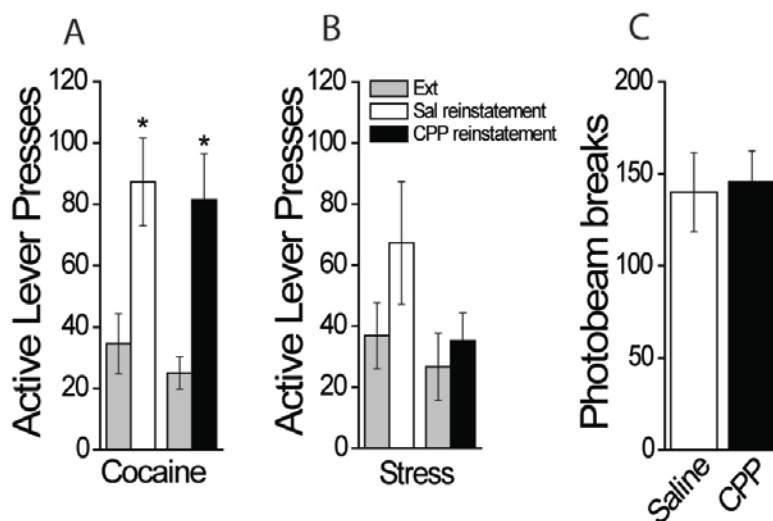 A
B
C
Active Lever Presses
120
100
80
60
40
20
0
*
*
Cocaine
Active Lever Presses
120
100
80
60
40
20
0
Ext
Sal reinstatement
CPP reinstatement
Stress
Photobeam breaks
200
150
100
50
0
Saline
CPP